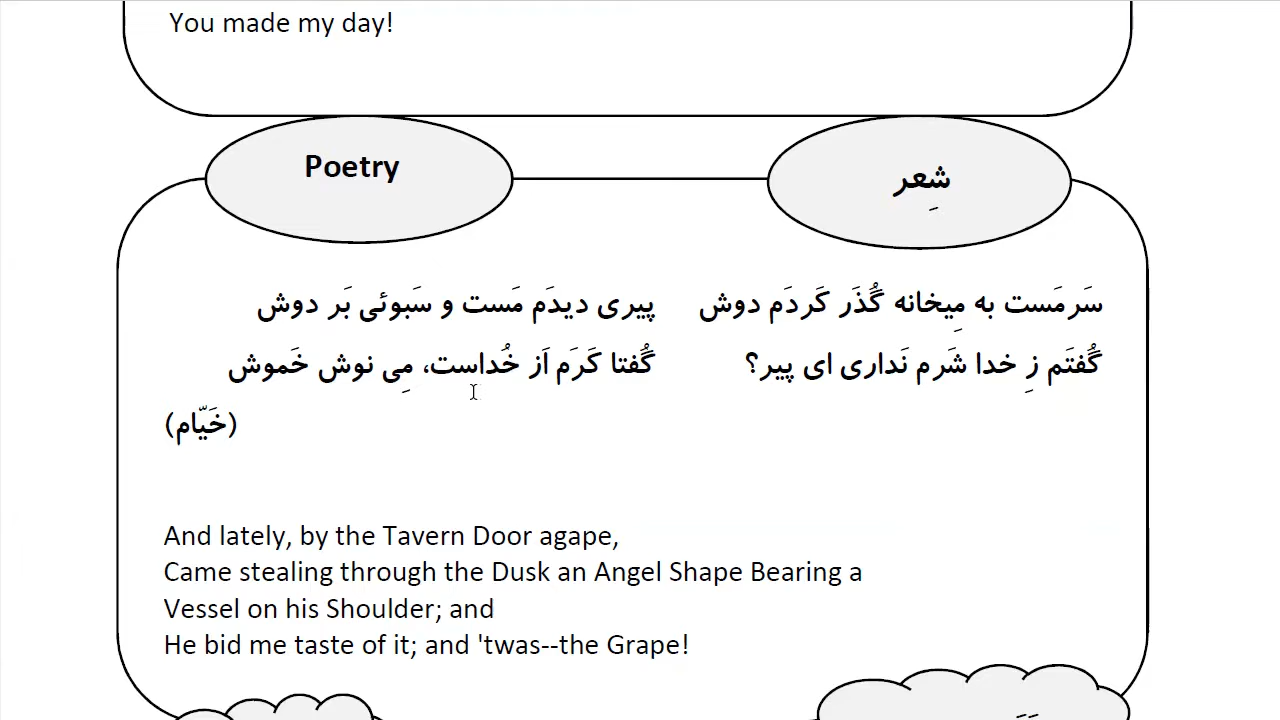 You made my day!
Poetry
شِعر
سَرمَست به مِیخانه گُذَر کَردَم دوش پیری دیدَم مَست و سَبوئی بَر دوش
گُفتَم زِ خدا شَرم نَداری ای پیر؟ گُفتا کَرَم اَز خُداست، مِی نوش خَموش
(خَیّام)
And lately, by the Tavern Door agape,
Came stealing through the Dusk an Angel Shape Bearing a
Vessel on his Shoulder; and
He bid me taste of it; and 'twas--the Grape!